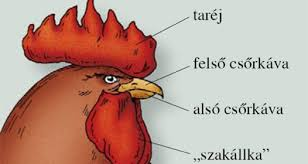 taréj
felső csőrkáva
alsó csőrkáva
„szakállka”